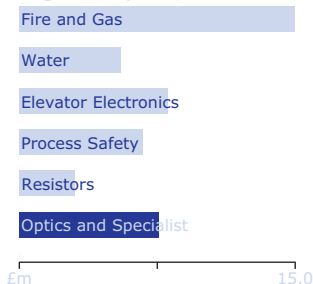 Fire and Gas
Water
Elevator Electronics
Process Safety
Resistors
Optics and Specialist
£m 15.0